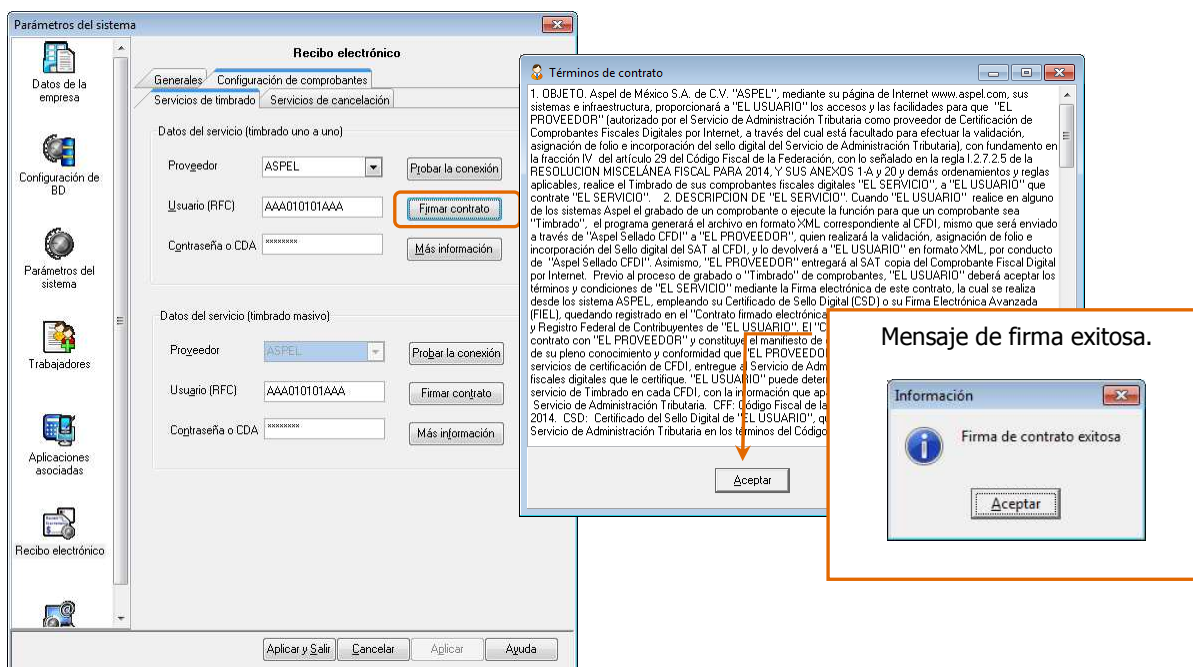 Parámetros del sistema
Datos de la
empresa
Configuración de
BD
Parámetros del
sistema
Trabajadores
Aplicaciones
asociadas
Recibo electrónico
Recibo electrónico
Generales
Configuración de comprobantes
Servicios de timbrado
Servicios de cancelación
Datos del servicio (timbrado uno a uno)
Proveedor
ASPEL
Probar la conexión
Usuario (RFC)
AAA010101AAA
Firmar contrato
Contraseña o CDA
********
Más información
Datos del servicio (timbrado masivo)
Proveedor
ASPEL
Probar la conexión
Usuario (RFC)
AAA010101AAA
Firmar contrato
Contraseña o CDA
********
Más información
Aplicar y Salir
Cancelar
Aplicar
Ayuda
Términos de contrato
1. OBJETO. Aspel de México S.A. de C.V. "ASPEL", mediante su página de Internet www.aspel.com, sus
sistemas e infraestructura, proporcionará a "EL USUARIO" los accesos y las facilidades para que "EL
PROVEEDOR" (autorizado por el Servicio de Administración Tributaria como proveedor de Certificación de
Comprobantes Fiscales Digitales por Internet, a través del cual está facultado para efectuar la validación,
asignación de folio e incorporación del sello digital del Servicio de Administración Tributaria), con fundamento en
la fracción IV del artículo 29 del Código Fiscal de la Federación, con lo señalado en la regla I.2.7.2.5 de la
RESOLUCION MISCELÁNEA FISCAL PARA 2014, Y SUS ANEXOS 1-A y 20 y demás ordenamientos y reglas
aplicables, realice el Timbrado de sus comprobantes fiscales digitales "EL SERVICIO", a "EL USUARIO" que
contrate "EL SERVICIO". 2. DESCRIPCION DE "EL SERVICIO". Cuando "EL USUARIO" realice en alguno
de los sistemas Aspel el grabado de un comprobante o ejecute la función para que un comprobante sea
"Timbrado", el programa generará el archivo en formato XML correspondiente al CFDI, mismo que será enviado
a través de "Aspel Sellado CFDI" a "EL PROVEEDOR", quien realizará la validación, asignación de folio e
incorporación del Sello digital del SAT al CFDI, y lo devolverá a "EL USUARIO" en formato XML, por conducto
de "Aspel Sellado CFDI". Asimismo, "EL PROVEEDOR" entregará al SAT copia del Comprobante Fiscal Digital
por Internet. Previo al proceso de grabado o "Timbrado" de comprobantes, "EL USUARIO" deberá aceptar los
términos y condiciones de "EL SERVICIO" mediante la Firma electrónica de este contrato, la cual se realiza
desde los sistema ASPEL, empleando su Certificado de Sello Digital (CSD) o su Firma Electrónica Avanzada
(FIEL), quedando registrado en el "Contrato firmado electrónica
y Registro Federal de Contribuyentes de "EL USUARIO". El "C
contrato con "EL PROVEEDOR" y constituye el manifiesto de
de su pleno conocimiento y conformidad que "EL PROVEEDO
servicios de certificación de CFDI, entregue al Servicio de Adm
fiscales digitales que le certifique. "EL USUARIO" puede deter
servicio de Timbrado en cada CFDI, con la información que apa
Servicio de Administración Tributaria. CFF: Código Fiscal de la
2014. CSD: Certificado del Sello Digital de "EL USUARIO", q
Servicio de Administración Tributaria en los términos del Código
Aceptar
Mensaje de firma exitosa.
Información
Firma de contrato exitosa
Aceptar